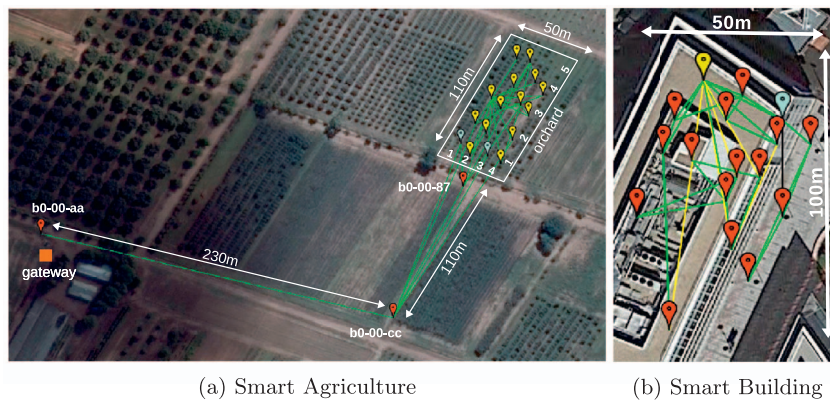 50m
110m
5
4
3
2
1
orchard
1 2 3 4
b0-00-87
b0-00-aa
gateway
230m
110m
b0-00-cc
50m
100m
(a) Smart Agriculture
(b) Smart Building